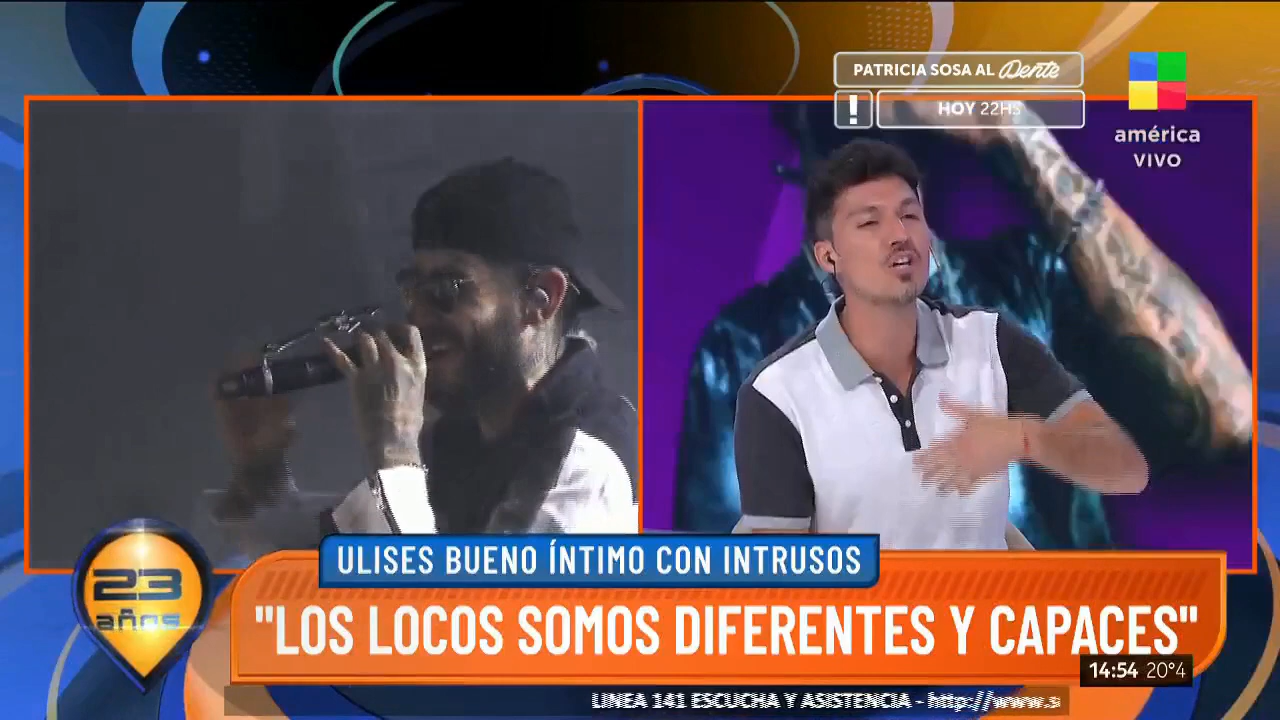 PATRICIA SOSA AL Dente
! HOY 22HS
américa
VIVO
ULISES BUENO ÍNTIMO CON INTRUSOS
23
años
"LOS LOCOS SOMOS DIFERENTES Y CAPACES"
14:54 20°4
LINEA 141 ESCUCHA Y ASISTENCIA - http://www.s